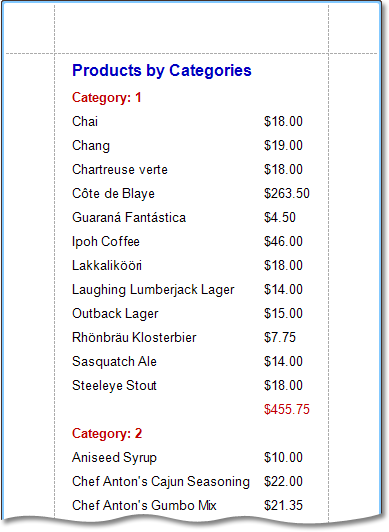 Products by Categories
Category: 1
Chai $18.00
Chang $19.00
Chartreuse verte $18.00
Côte de Blaye $263.50
Guaraná Fantástica $4.50
Ipoh Coffee $46.00
Lakkalikööri $18.00
Laughing Lumberjack Lager $14.00
Outback Lager $15.00
Rhönbräu Klosterbier $7.75
Sasquatch Ale $14.00
Steeleye Stout $18.00
$455.75
Category: 2
Aniseed Syrup $10.00
Chef Anton's Cajun Seasoning $22.00
Chef Anton's Gumbo Mix $21.35